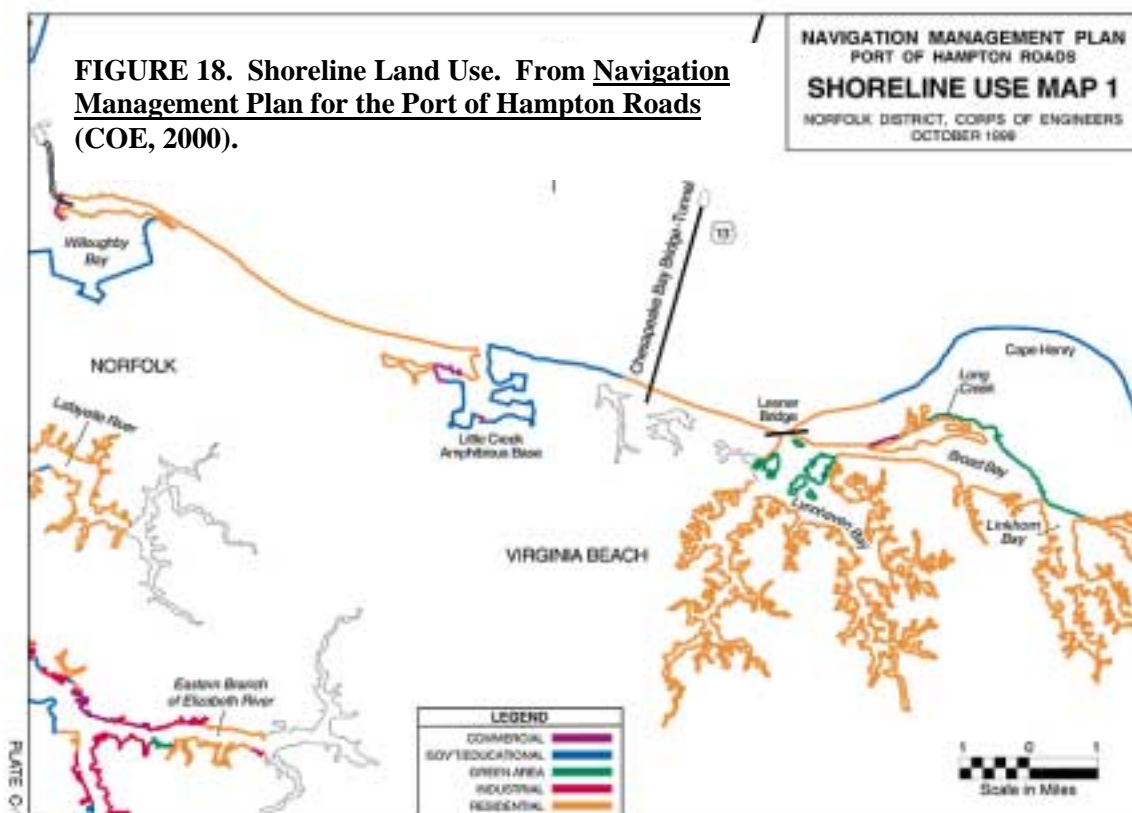 NAVIGATION MANAGEMENT PLAN
PORT OF HAMPTON ROADS
SHORELINE USE MAP 1
NORFOLK DISTRICT, CORPS OF ENGINEERS
OCTOBER 1999
FIGURE 18. Shoreline Land Use. From Navigation
Management Plan for the Port of Hampton Roads
(COE, 2000).
Willoughby
Bay
Chesapeake Bay Bridge-Tunnel
13
Cape Henry
NORFOLK
Long
Creek
Lesner
Bridge
Lafayette River
Little Creek
Amphibious Base
Broad Bay
Lynnhaven Bay
Linkhorn
Bay
VIRGINIA BEACH
Eastern Branch
of Elizabeth River
LEGEND
COMMERCIAL
GOV'T/EDUCATIONAL
GREEN AREA
INDUSTRIAL
RESIDENTIAL
1 0 1
Scale in Miles
PLATE